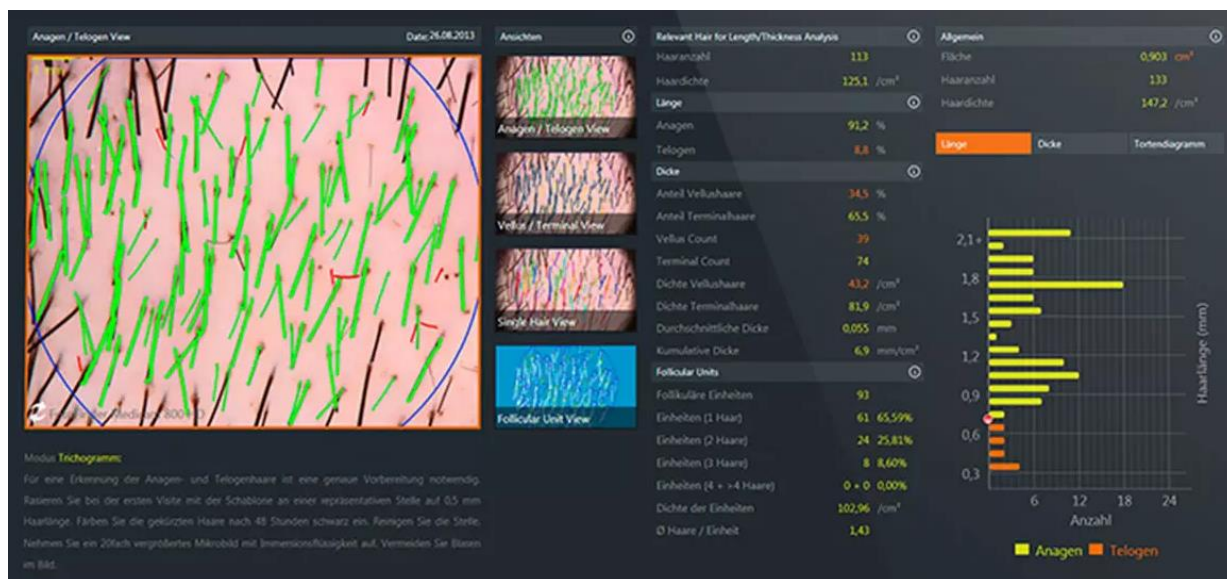 Anagen / Telogen View
Date: 26.08.2013
Modus Trichogramm:
Für eine Erkennung der Anagen- und Telogenhaare ist eine genaue Vorbereitung notwendig.
Rasieren Sie bei der ersten Visite mit der Schablone an einer repräsentativen Stelle auf 0,5 mm
Haarlänge. Färben Sie die gekürzten Haare nach 48 Stunden schwarz ein. Reinigen Sie die Stelle.
Nehmen Sie ein 20fach vergrößertes Mikrobild mit Immersionsflüssigkeit auf. Vermeiden Sie Blasen
im Bild.
Ansichten
Anagen / Telogen View
Vellus / Terminal View
Single Hair View
Follicular Unit View
Relevant Hair for Length/Thickness Analysis
Haaranzahl 113
Haardichte 125,1 /cm²
Länge
Anagen 91,2 %
Telogen 8,8 %
Dicke
Anteil Vellushaare 34,5 %
Anteil Terminalhaare 65,5 %
Vellus Count 39
Terminal Count 74
Dichte Vellushaare 43,2 /cm²
Dichte Terminalhaare 81,9 /cm²
Durchschnittliche Dicke 0,055 mm
Kumulative Dicke 6,9 mm/cm²
Follicular Units
Follikuläre Einheiten 93
Einheiten (1 Haar) 61 65,59%
Einheiten (2 Haare) 24 25,81%
Einheiten (3 Haare) 8 8,60%
Einheiten (4 + >4 Haare) 0 + 0 0,00%
Dichte der Einheiten 102,96 /cm²
Ø Haare / Einheit 1,43
Allgemein
Fläche 0,903 cm²
Haaranzahl 133
Haardichte 147,2 /cm²
Länge Dicke Tortendiagramm
2,1+
1,8
1,5
1,2
0,9
0,6
0,3
Haarlänge (mm)
6 12 18 24
Anzahl
Anagen Telogen